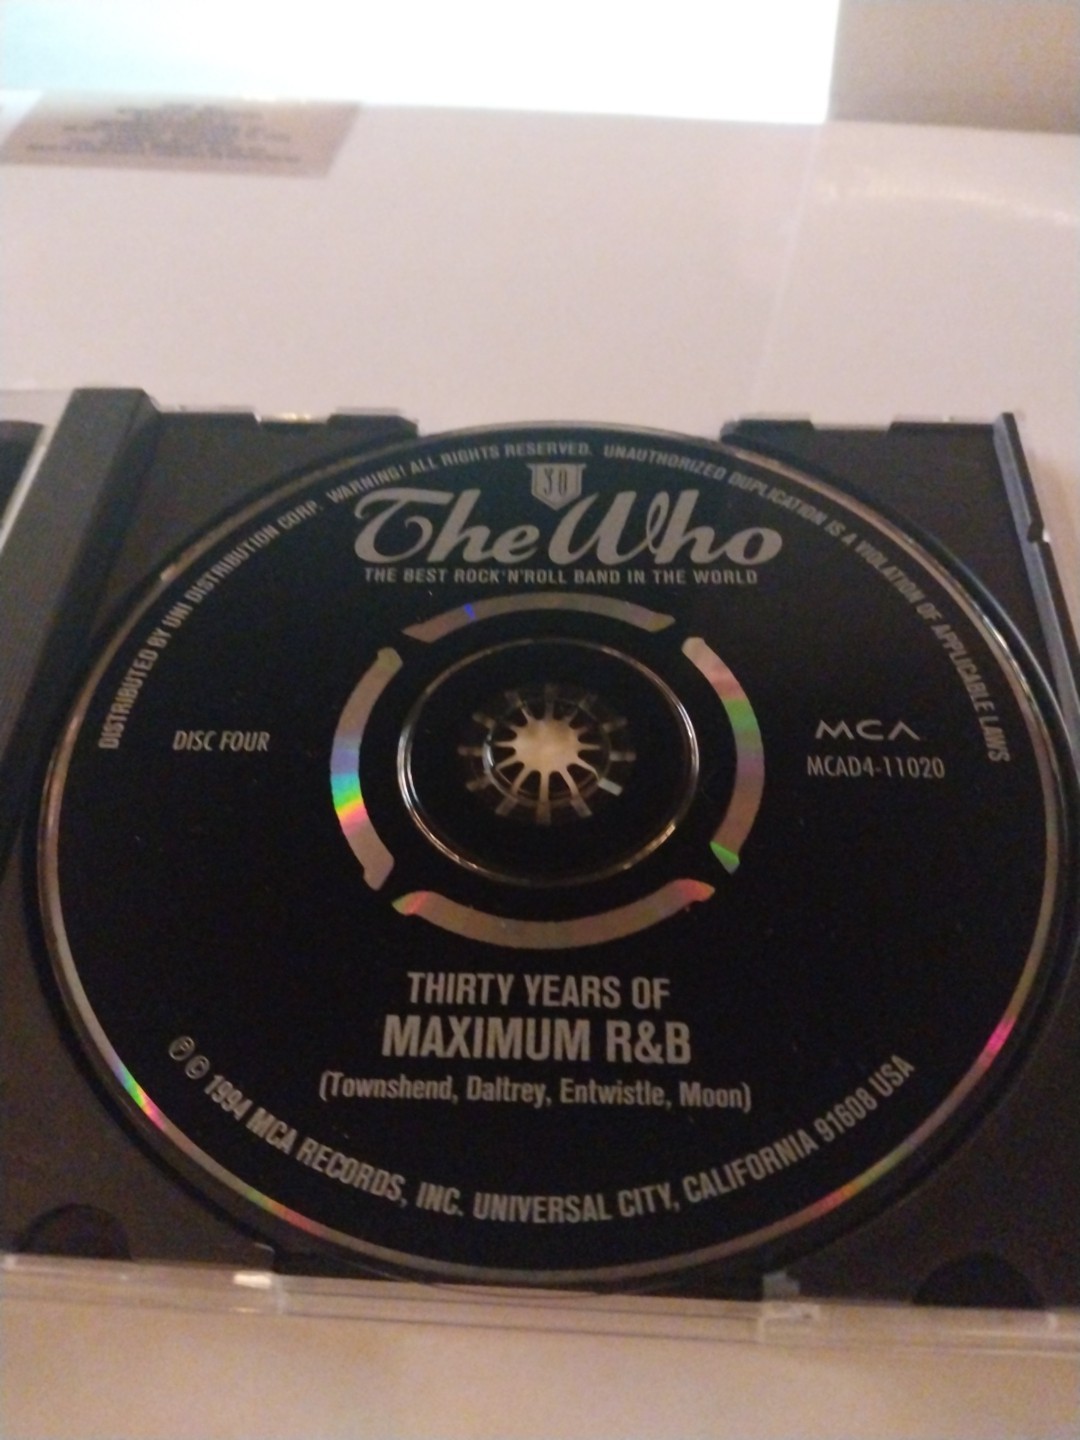 DISTRIBUTED BY UNI DISTRIBUTION CORP. WARNING! ALL RIGHTS RESERVED. UNAUTHORIZED DUPLICATION IS A VIOLATION OF APPLICABLE LAWS
30
The Who
THE BEST ROCK'N'ROLL BAND IN THE WORLD
DISC FOUR
MCA
MCAD4-11020
THIRTY YEARS OF
MAXIMUM R&B
(Townshend, Daltrey, Entwistle, Moon)
℗ © 1994 MCA RECORDS, INC. UNIVERSAL CITY, CALIFORNIA 91608 USA